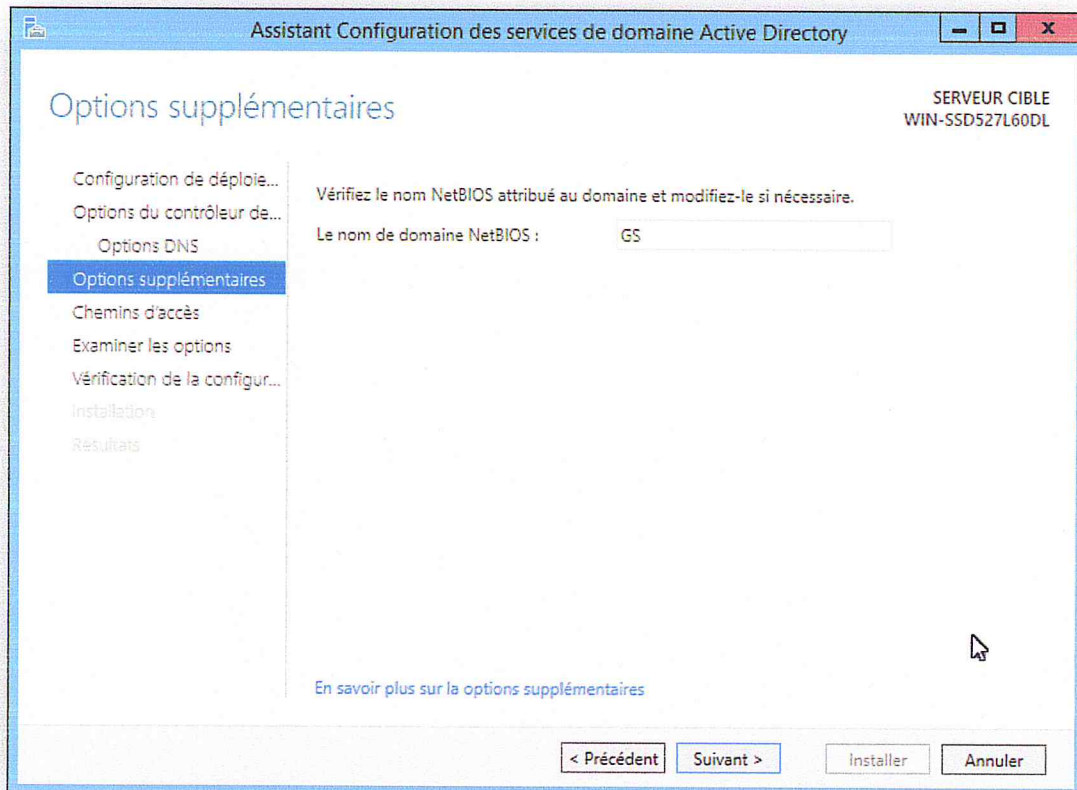 Assistant Configuration des services de domaine Active Directory
Options supplémentaires
SERVEUR CIBLE
WIN-SSD527L60DL
Configuration de déploie...
Options du contrôleur de...
Options DNS
Options supplémentaires
Chemins d'accès
Examiner les options
Vérification de la configur...
Installation
Résultats
Vérifiez le nom NetBIOS attribué au domaine et modifiez-le si nécessaire.
Le nom de domaine NetBIOS : GS
En savoir plus sur la options supplémentaires
< Précédent Suivant > Installer Annuler